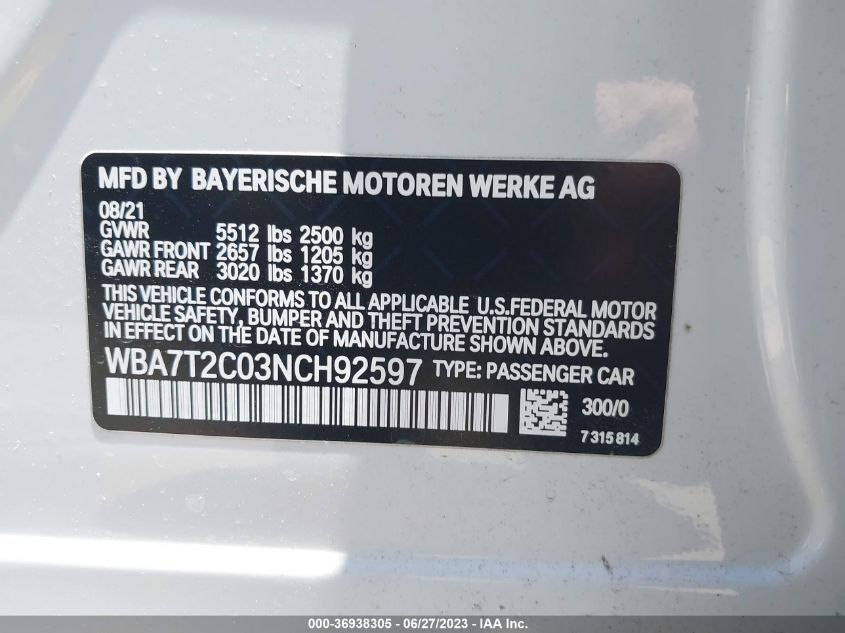 MFD BY BAYERISCHE MOTOREN WERKE AG
08/21
GVWR 5512 lbs 2500 kg
GAWR FRONT 2657 lbs 1205 kg
GAWR REAR 3020 lbs 1370 kg
THIS VEHICLE CONFORMS TO ALL APPLICABLE U.S.FEDERAL MOTOR
VEHICLE SAFETY, BUMPER AND THEFT PREVENTION STANDARDS
IN EFFECT ON THE DATE OF MANUFACTURE SHOWN ABOVE.
WBA7T2C03NCH92597 TYPE: PASSENGER CAR
300/0
7315814
000-36938305 - 06/27/2023 - IAA Inc.